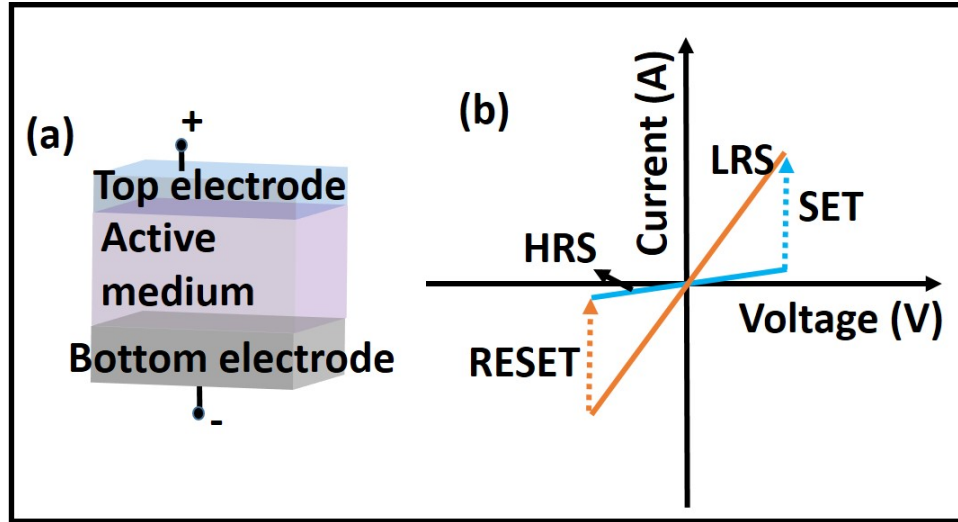 (a)
+
Top electrode
Active
medium
Bottom electrode
-
(b)
Current (A)
LRS
SET
HRS
Voltage (V)
RESET